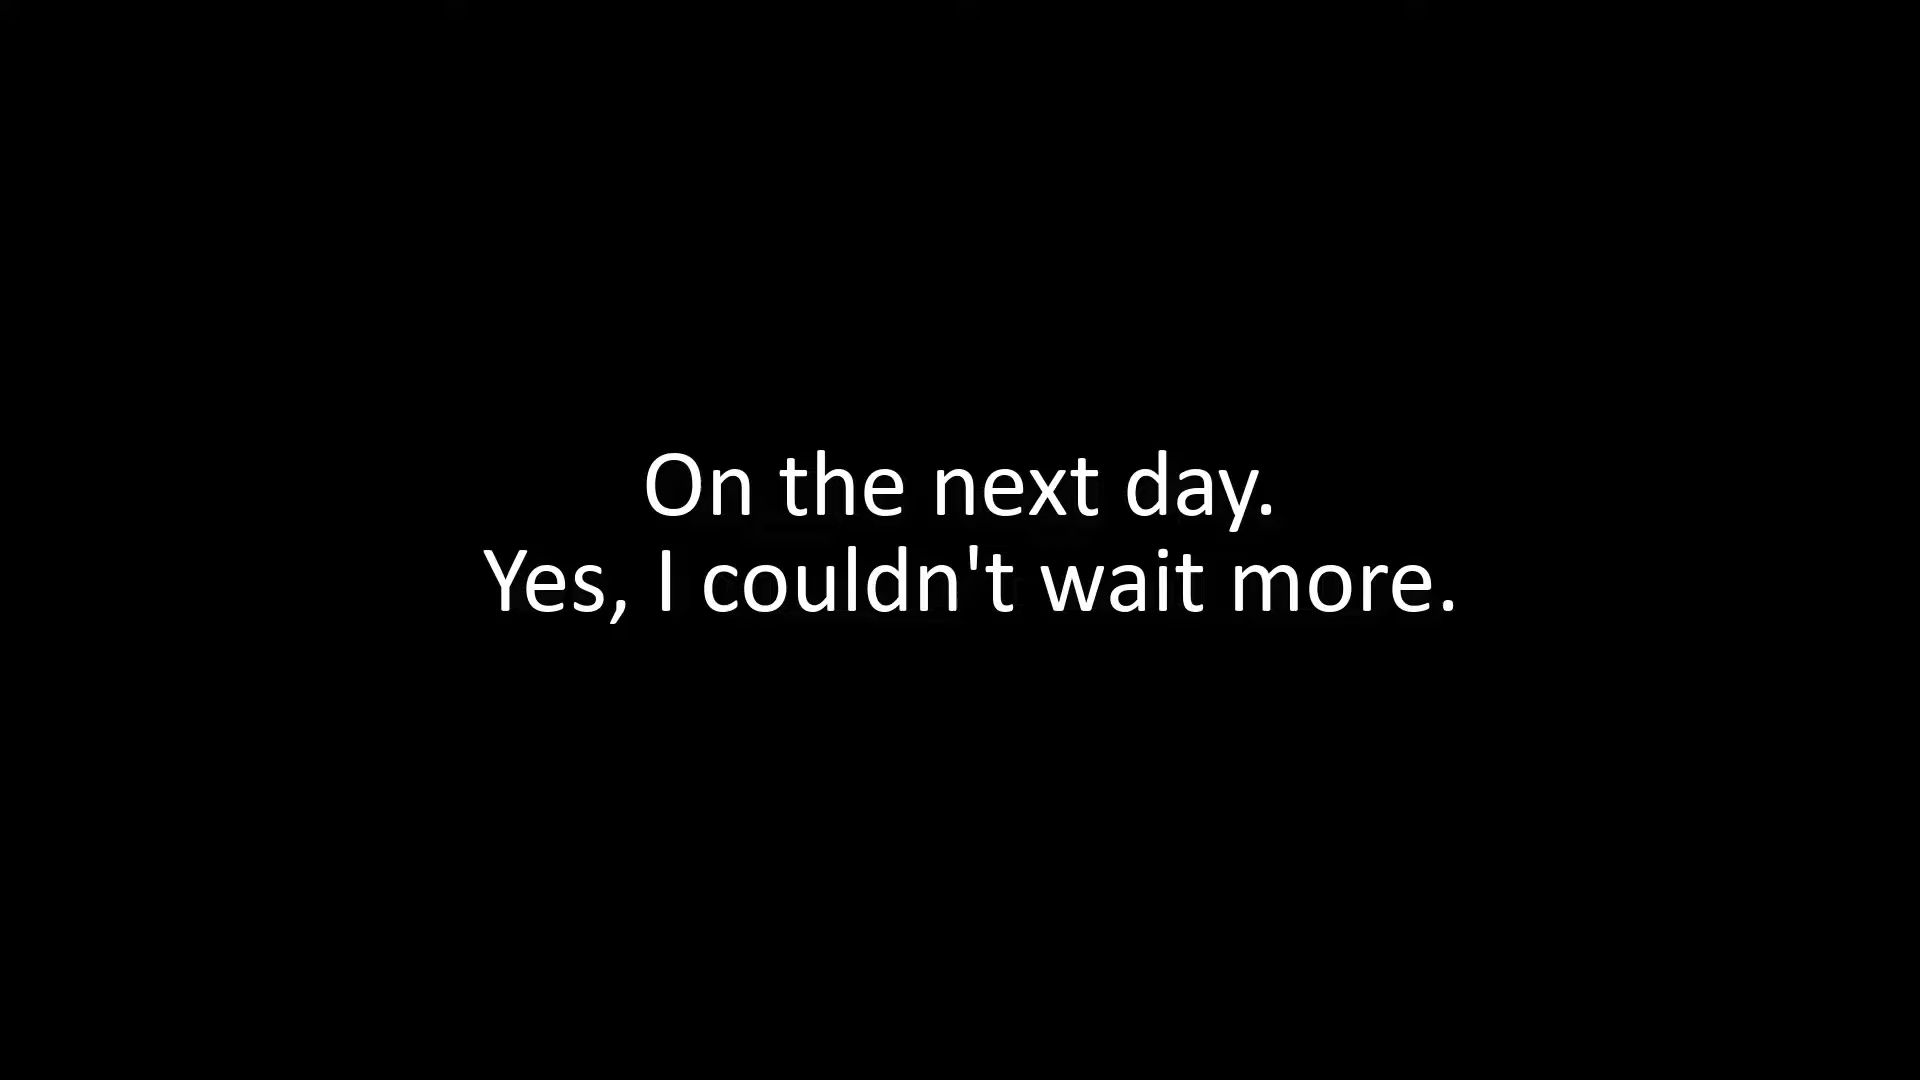 On the next day.
Yes, I couldn't wait more.